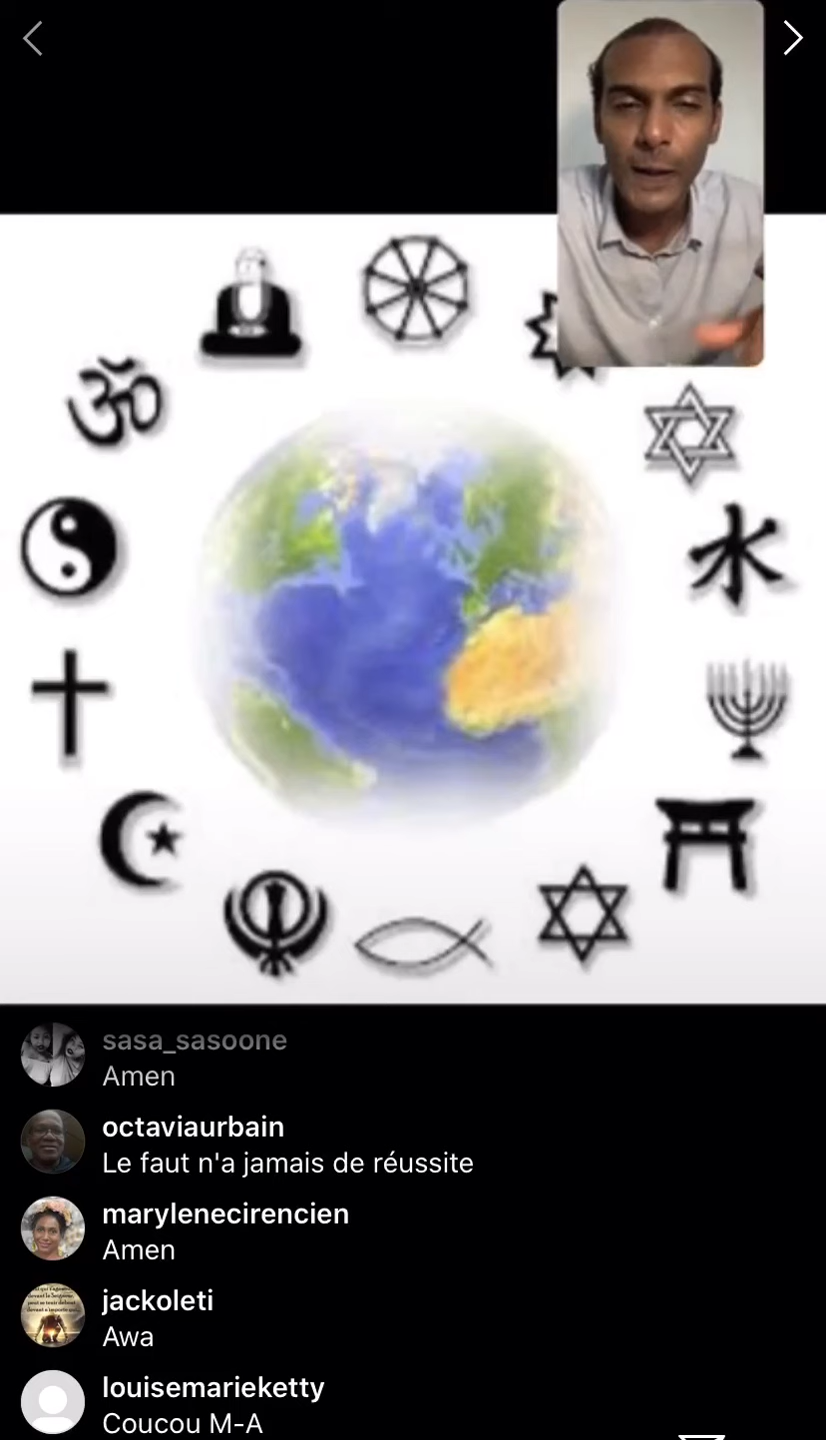 sasa_sasoone
Amen
octaviaurbain
Le faut n'a jamais de réussite
marylenecirencien
Amen
jackoleti
Awa
louisemarieketty
Coucou M-A